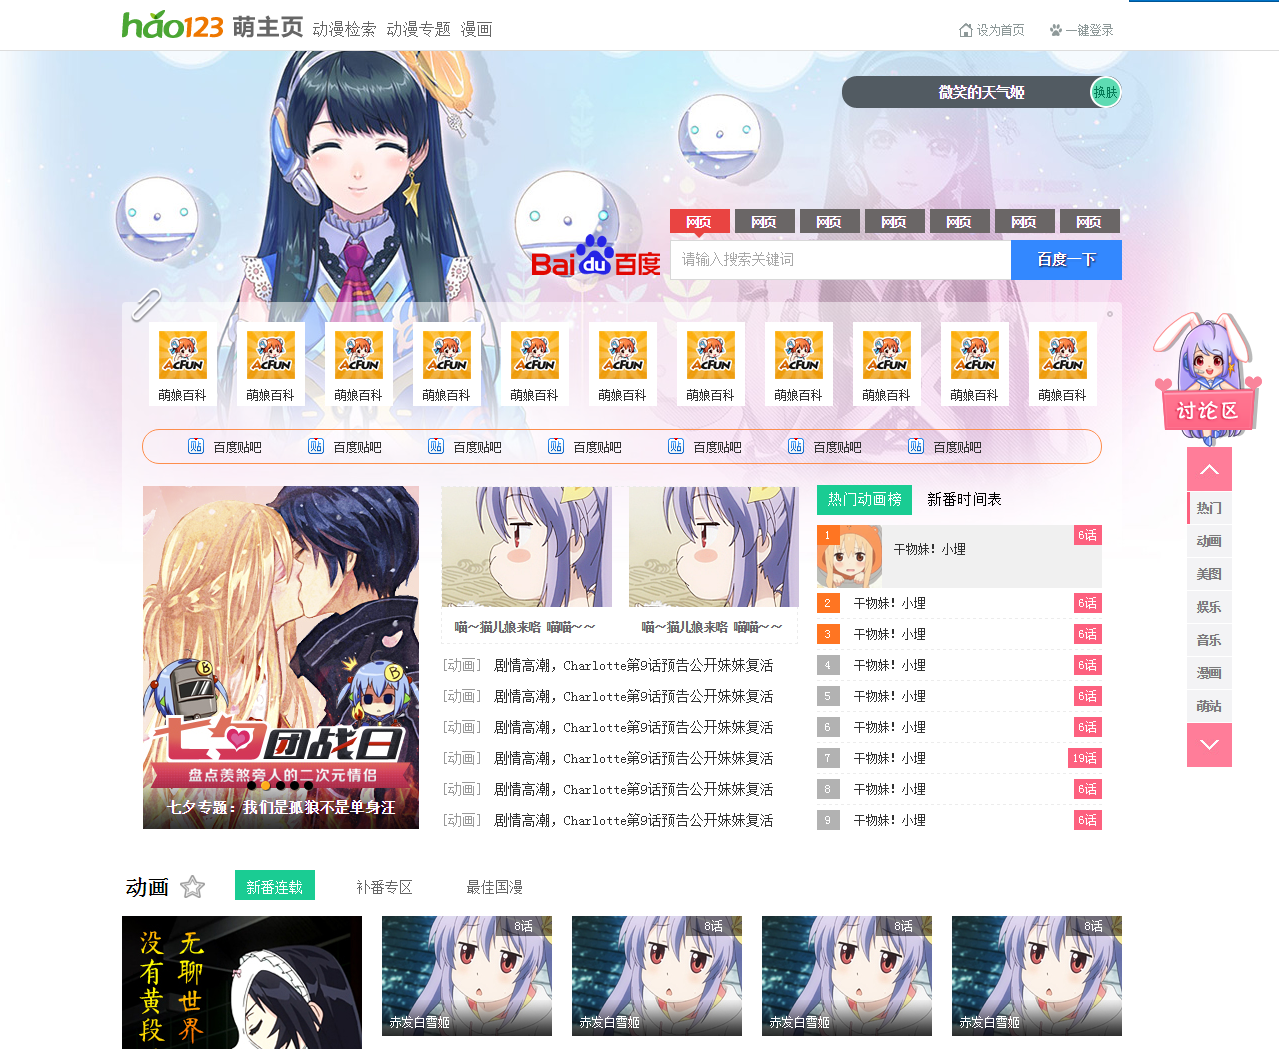 hao123 萌主页 动漫检索 动漫专题 漫画
设为首页 一键登录
微笑的天气姬 换肤
网页 网页 网页 网页 网页 网页 网页
Bai du 百度 请输入搜索关键词 百度一下
ACFUN ACFUN ACFUN ACFUN ACFUN ACFUN ACFUN ACFUN ACFUN ACFUN ACFUN
萌娘百科 萌娘百科 萌娘百科 萌娘百科 萌娘百科 萌娘百科 萌娘百科 萌娘百科 萌娘百科 萌娘百科 萌娘百科
贴 百度贴吧 贴 百度贴吧 贴 百度贴吧 贴 百度贴吧 贴 百度贴吧 贴 百度贴吧 贴 百度贴吧
七夕团战日
盘点羡煞旁人的二次元情侣
七夕专题：我们是孤狼不是单身汪
喵~猫儿娘来咯 喵喵~~ 喵~猫儿娘来咯 喵喵~~
[动画] 剧情高潮，Charlotte第9话预告公开妹妹复活
[动画] 剧情高潮，Charlotte第9话预告公开妹妹复活
[动画] 剧情高潮，Charlotte第9话预告公开妹妹复活
[动画] 剧情高潮，Charlotte第9话预告公开妹妹复活
[动画] 剧情高潮，Charlotte第9话预告公开妹妹复活
[动画] 剧情高潮，Charlotte第9话预告公开妹妹复活
热门动画榜 新番时间表
1 干物妹！小埋 6话
2 干物妹！小埋 6话
3 干物妹！小埋 6话
4 干物妹！小埋 6话
5 干物妹！小埋 6话
6 干物妹！小埋 6话
7 干物妹！小埋 19话
8 干物妹！小埋 6话
9 干物妹！小埋 6话
讨论区
热门
动画
美图
娱乐
音乐
漫画
萌站
动画 新番连载 补番专区 最佳国漫
无聊世界
没有黄段
8话 8话 8话 8话
赤发白雪姬 赤发白雪姬 赤发白雪姬 赤发白雪姬